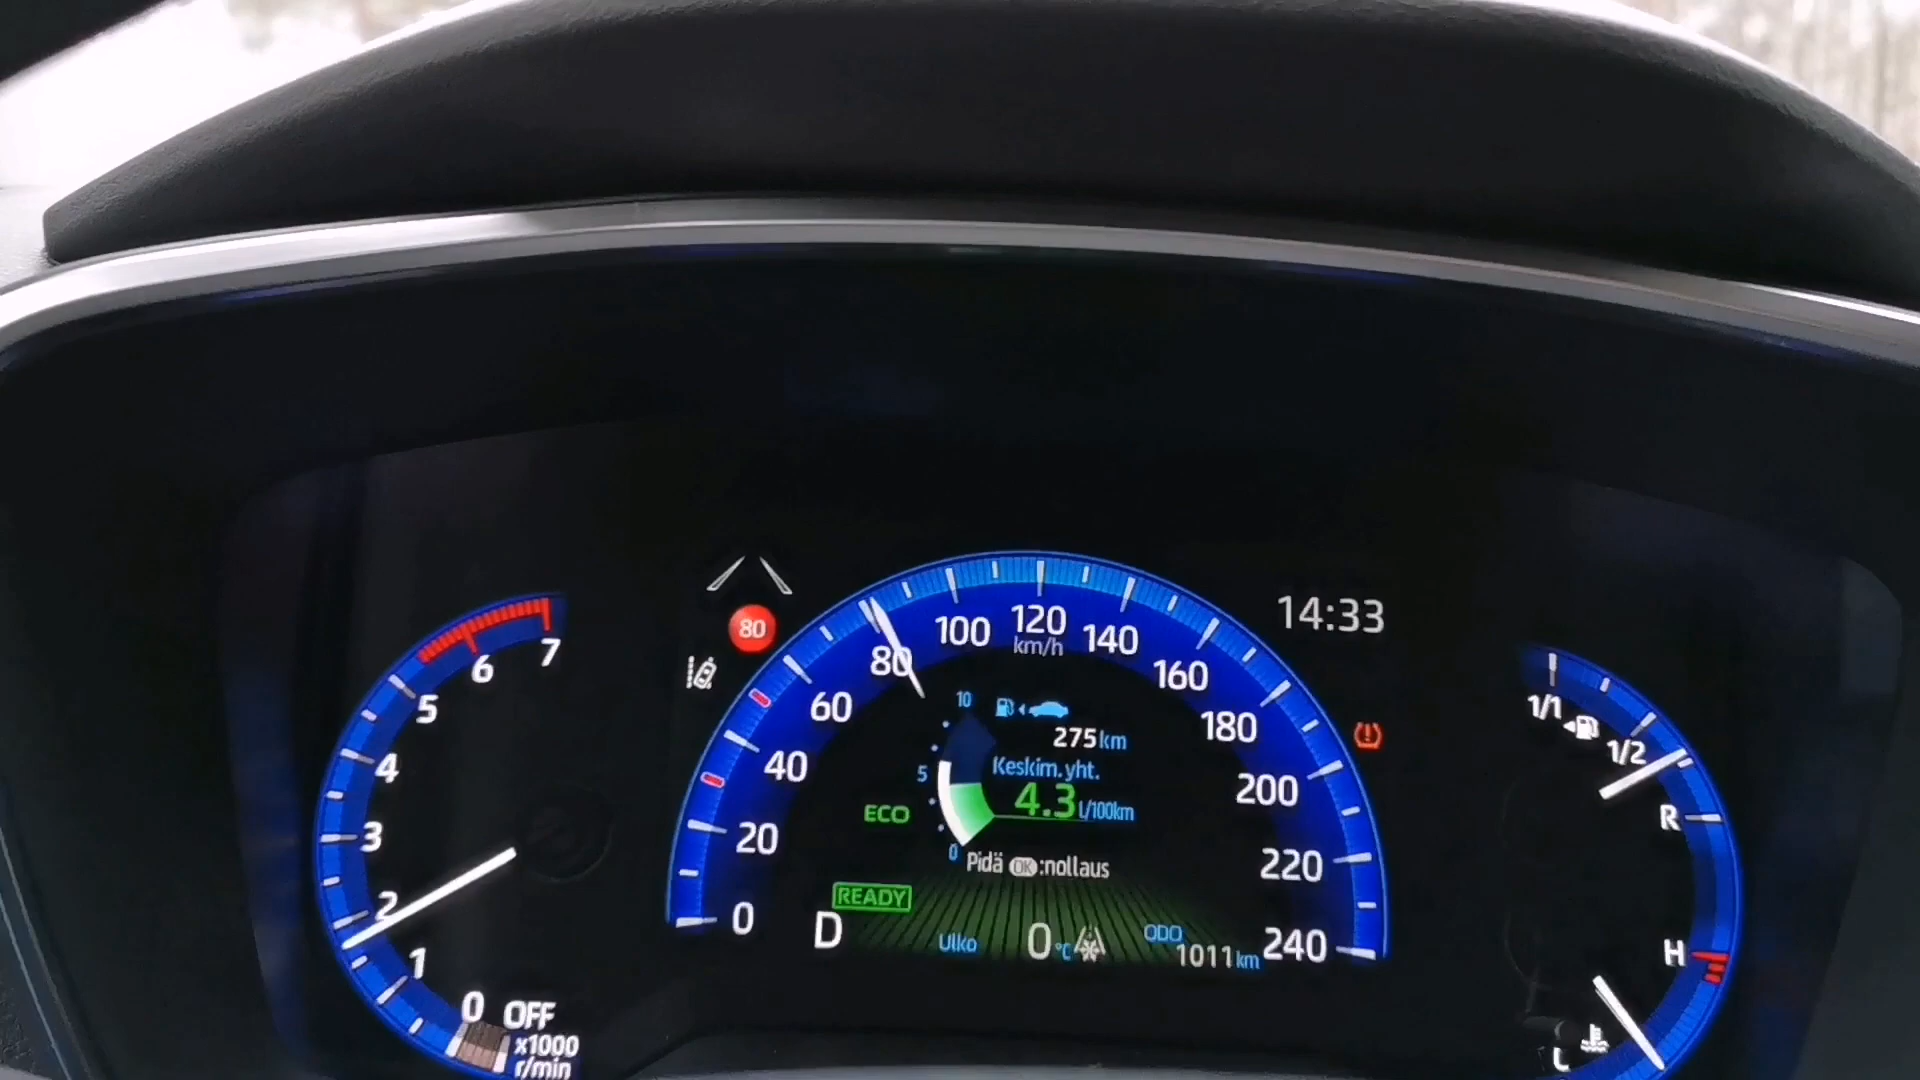 80
14:33
0
20
40
60
80
100
120
km/h
140
160
180
200
220
240
7
6
5
4
3
2
1
0
OFF
x1000
r/min
10
5
0
275 km
Keskim.yht.
4.3 L/100km
ECO
Pidä OK:nollaus
READY
D
Ulko
0 °C
ODO
1011 km
1/1
1/2
R
H